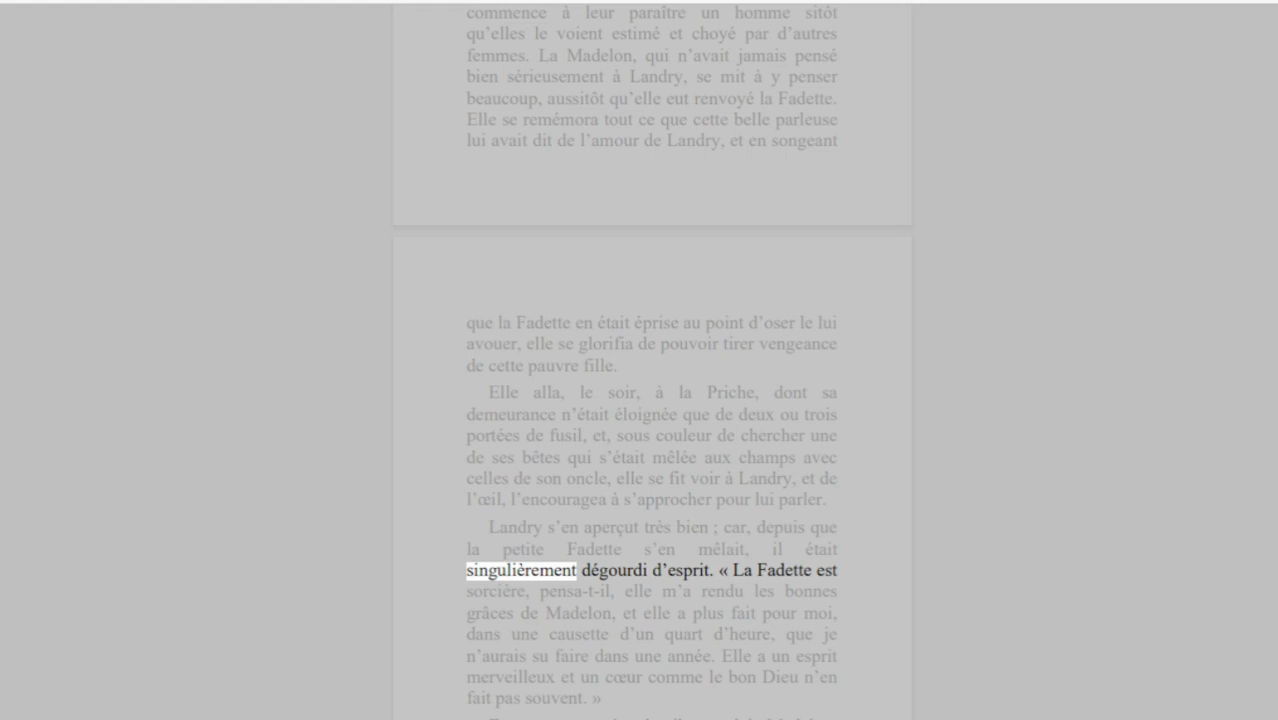 commence à leur paraître un homme sitôt
qu’elles le voient estimé et choyé par d’autres
femmes. La Madelon, qui n’avait jamais pensé
bien sérieusement à Landry, se mit à y penser
beaucoup, aussitôt qu’elle eut renvoyé la Fadette.
Elle se remémora tout ce que cette belle parleuse
lui avait dit de l’amour de Landry, et en songeant
que la Fadette en était éprise au point d’oser le lui
avouer, elle se glorifia de pouvoir tirer vengeance
de cette pauvre fille.
Elle alla, le soir, à la Priche, dont sa
demeurance n’était éloignée que de deux ou trois
portées de fusil, et, sous couleur de chercher une
de ses bêtes qui s’était mêlée aux champs avec
celles de son oncle, elle se fit voir à Landry, et de
l’œil, l’encouragea à s’approcher pour lui parler.
Landry s’en aperçut très bien ; car, depuis que
la petite Fadette s’en mêlait, il était
singulièrement dégourdi d’esprit. « La Fadette est
sorcière, pensa-t-il, elle m’a rendu les bonnes
grâces de Madelon, et elle a plus fait pour moi,
dans une causette d’un quart d’heure, que je
n’aurais su faire dans une année. Elle a un esprit
merveilleux et un cœur comme le bon Dieu n’en
fait pas souvent. »